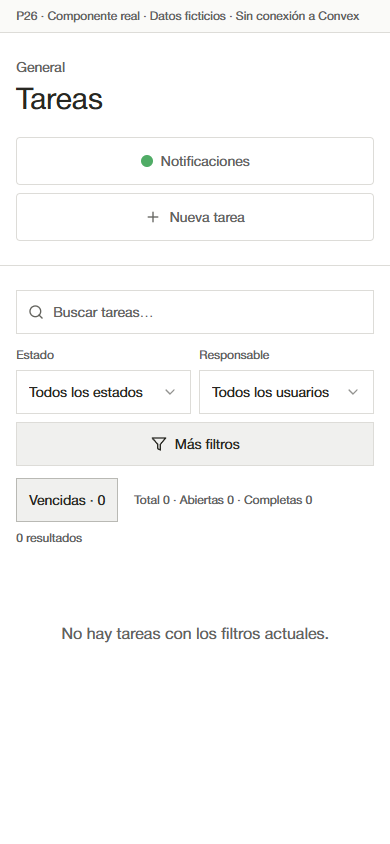 P26 · Componente real · Datos ficticios · Sin conexión a Convex
General
Tareas
Notificaciones
Nueva tarea
Buscar tareas…
Estado
Responsable
Todos los estados
Todos los usuarios
Más filtros
Vencidas · 0
Total 0 · Abiertas 0 · Completas 0
0 resultados
No hay tareas con los filtros actuales.